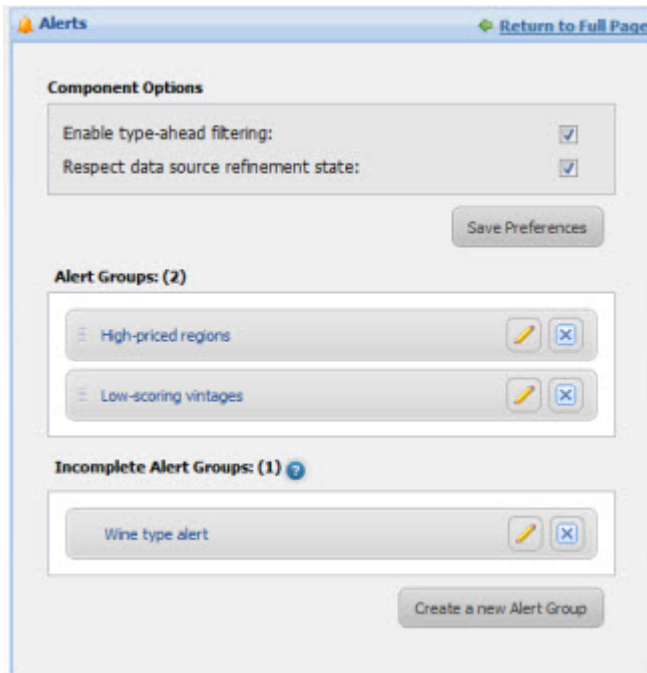 Alerts
Return to Full Page
Component Options
Enable type-ahead filtering:
Respect data source refinement state:
Save Preferences
Alert Groups: (2)
High-priced regions
Low-scoring vintages
Incomplete Alert Groups: (1) ?
Wine type alert
Create a new Alert Group